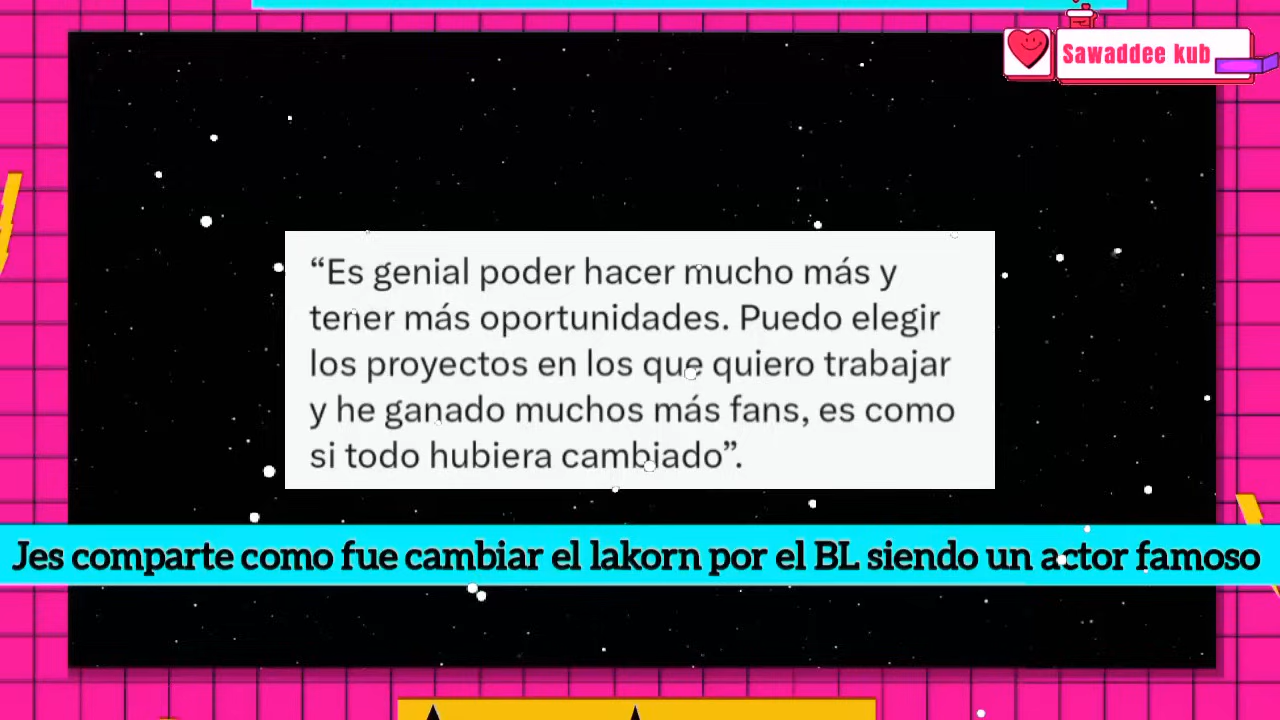 Sawaddee kub
“Es genial poder hacer mucho más y
tener más oportunidades. Puedo elegir
los proyectos en los que quiero trabajar
y he ganado muchos más fans, es como
si todo hubiera cambiado”.
Jes comparte como fue cambiar el lakorn por el BL siendo un actor famoso